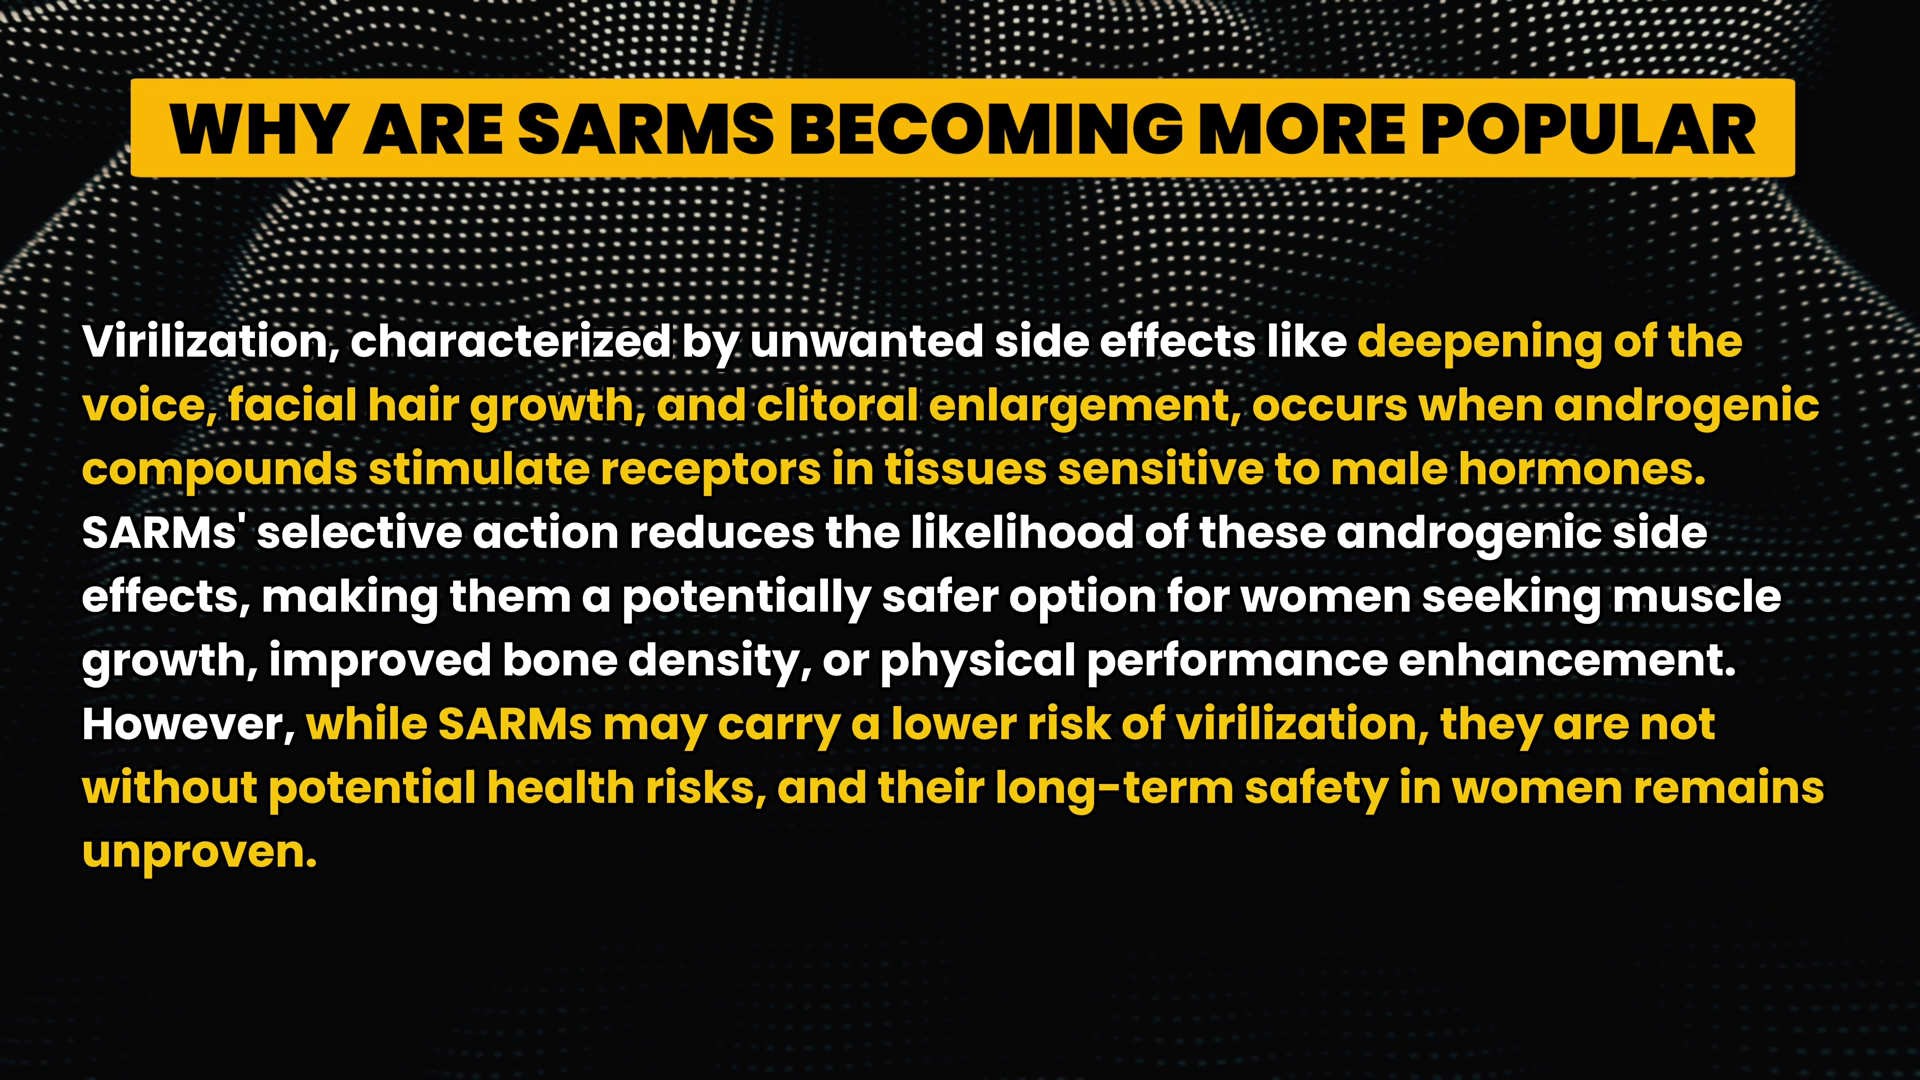 WHY ARE SARMS BECOMING MORE POPULAR
Virilization, characterized by unwanted side effects like deepening of the
voice, facial hair growth, and clitoral enlargement, occurs when androgenic
compounds stimulate receptors in tissues sensitive to male hormones.
SARMs' selective action reduces the likelihood of these androgenic side
effects, making them a potentially safer option for women seeking muscle
growth, improved bone density, or physical performance enhancement.
However, while SARMs may carry a lower risk of virilization, they are not
without potential health risks, and their long-term safety in women remains
unproven.